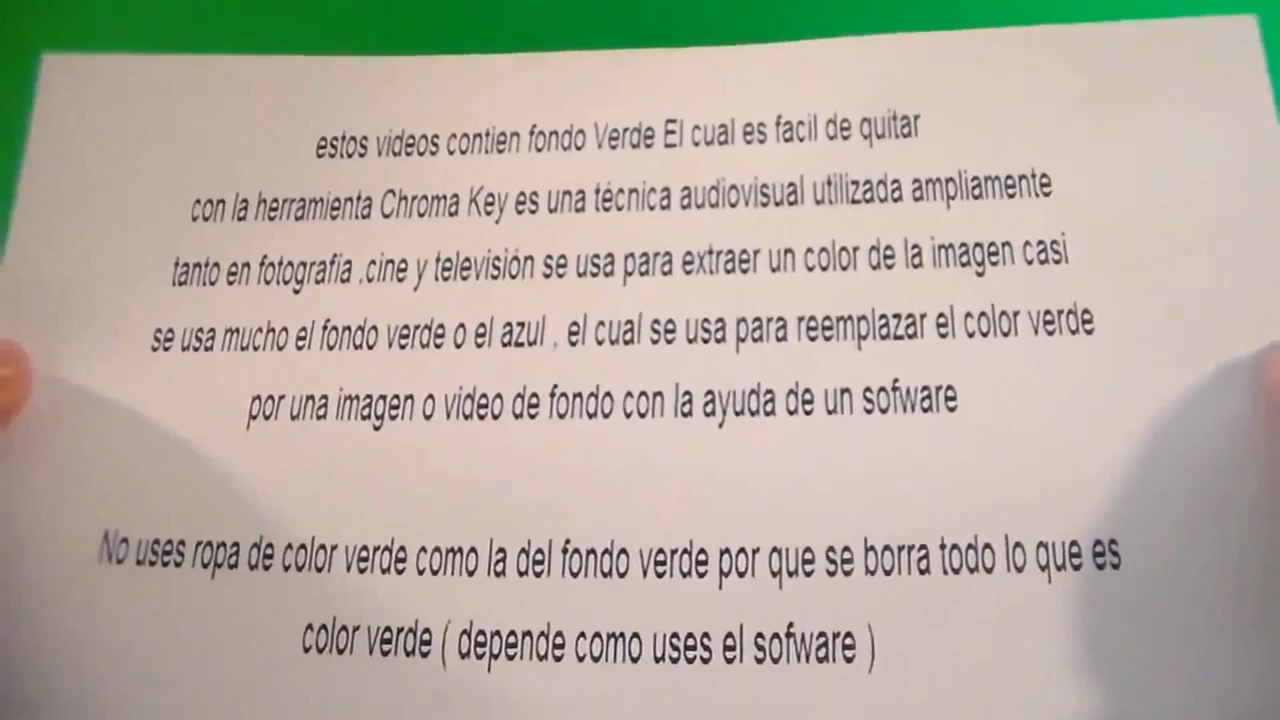 estos videos contien fondo Verde El cual es facil de quitar
con la herramienta Chroma Key es una técnica audiovisual utilizada ampliamente
tanto en fotografía .cine y televisión se usa para extraer un color de la imagen casi
se usa mucho el fondo verde o el azul . el cual se usa para reemplazar el color verde
por una imagen o video de fondo con la ayuda de un sofware
No uses ropa de color verde como la del fondo verde por que se borra todo lo que es
color verde ( depende como uses el sofware )